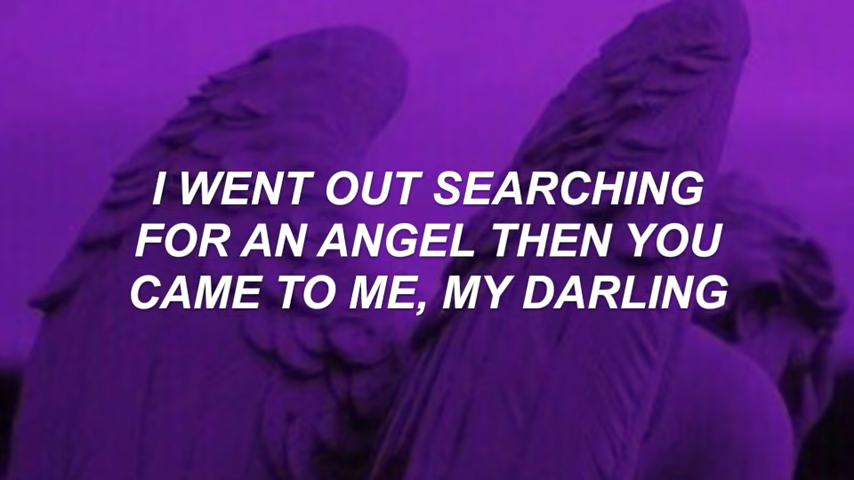 I WENT OUT SEARCHING
FOR AN ANGEL THEN YOU
CAME TO ME, MY DARLING